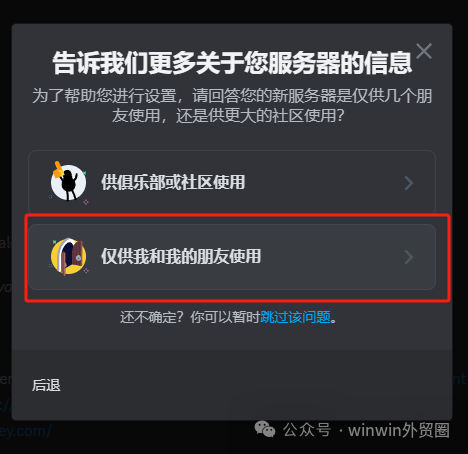 告诉我们更多关于您服务器的信息
为了帮助您进行设置，请回答您的新服务器是仅供几个朋
友使用，还是供更大的社区使用？
供俱乐部或社区使用
仅供我和我的朋友使用
还不确定？你可以暂时跳过该问题。
后退
公众号 · winwin外贸圈
ey.com/